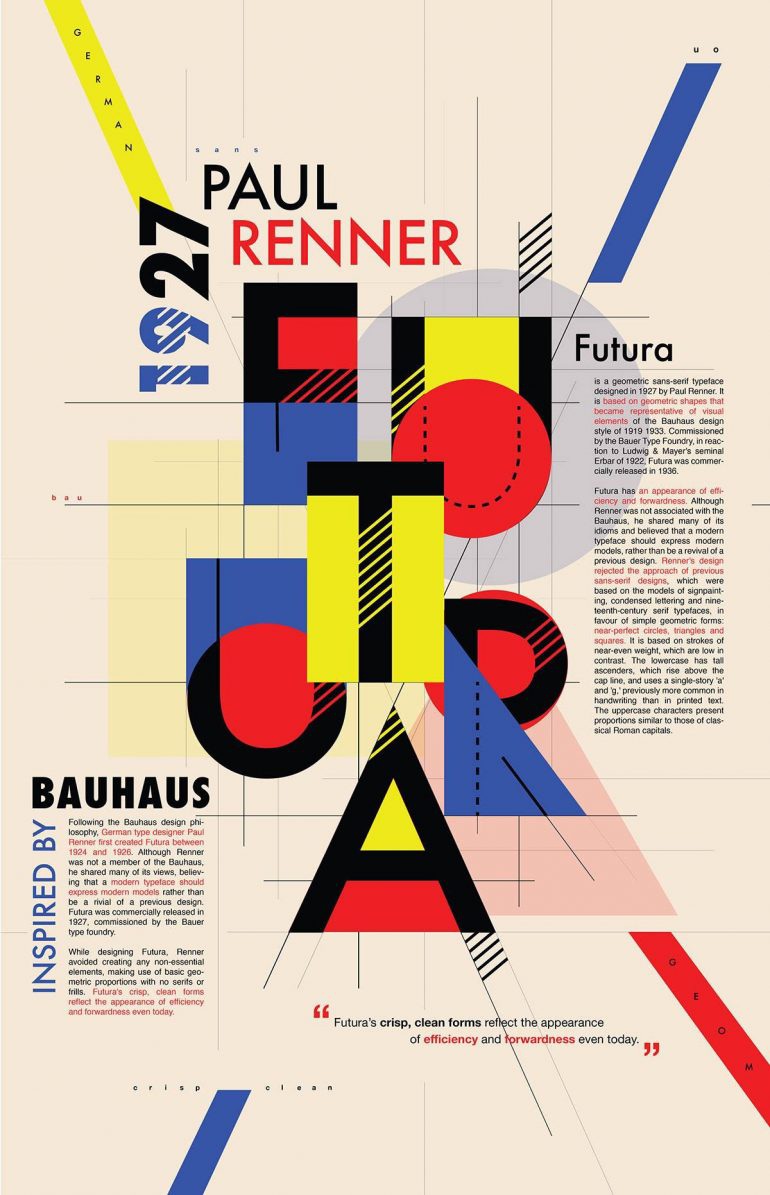 GERMAN
u o
sans
PAUL
RENNER
1927
FUTURA
Futura
is a geometric sans-serif typeface
designed in 1927 by Paul Renner. It
is based on geometric shapes that
became representative of visual
elements of the Bauhaus design
style of 1919 1933. Commissioned
by the Bauer Type Foundry, in reac-
tion to Ludwig & Mayer's seminal
Erbar of 1922, Futura was commer-
cially released in 1936.
Futura has an appearance of effi-
ciency and forwardness. Although
Renner was not associated with the
Bauhaus, he shared many of its
idioms and believed that a modern
typeface should express modern
models, rather than be a revival of a
previous design. Renner's design
rejected the approach of previous
sans-serif designs, which were
based on the models of signpaint-
ing, condensed lettering and nine-
teenth-century serif typefaces, in
favour of simple geometric forms:
near-perfect circles, triangles and
squares. It is based on strokes of
near-even weight, which are low in
contrast. The lowercase has tall
ascenders, which rise above the
cap line, and uses a single-story 'a'
and 'g,' previously more common in
handwriting than in printed text.
The uppercase characters present
proportions similar to those of clas-
sical Roman capitals.
bau
INSPIRED BY
BAUHAUS
Following the Bauhaus design phi-
losophy, German type designer Paul
Renner first created Futura between
1924 and 1926. Although Renner
was not a member of the Bauhaus,
he shared many of its views, believ-
ing that a modern typeface should
express modern models rather than
be a rivial of a previous design.
Futura was commercially released in
1927, commissioned by the Bauer
type foundry.
While designing Futura, Renner
avoided creating any non-essential
elements, making use of basic geo-
metric proportions with no serifs or
frills. Futura's crisp, clean forms
reflect the appearance of efficiency
and forwardness even today.
“ Futura's crisp, clean forms reflect the appearance
of efficiency and forwardness even today. ”
GEOM
crisp clean